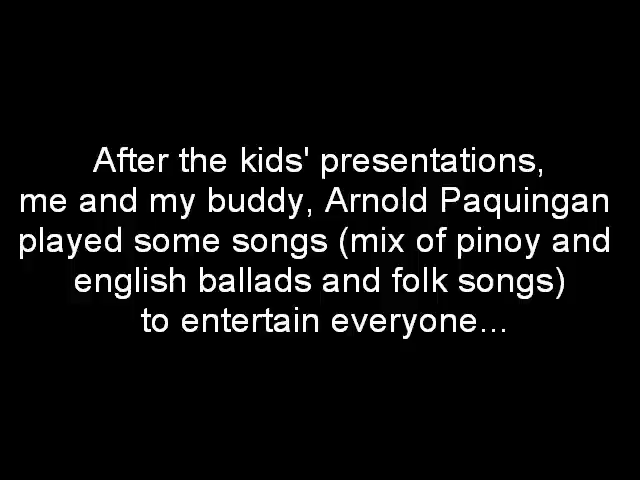 After the kids' presentations,
me and my buddy, Arnold Paquingan
played some songs (mix of pinoy and
english ballads and folk songs)
to entertain everyone...